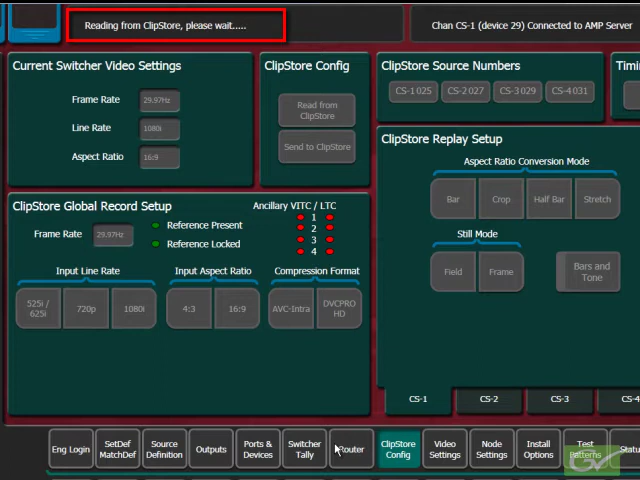 Reading from ClipStore, please wait.....
Chan CS-1 (device 29) Connected to AMP Server
Current Switcher Video Settings
Frame Rate
29.97Hz
Line Rate
1080i
Aspect Ratio
16:9
ClipStore Config
Read from
ClipStore
Send to ClipStore
ClipStore Source Numbers
CS-1 025
CS-2 027
CS-3 029
CS-4 031
Timi
ClipStore Replay Setup
Aspect Ratio Conversion Mode
Bar
Crop
Half Bar
Stretch
Still Mode
Field
Frame
Bars and
Tone
ClipStore Global Record Setup
Frame Rate
29.97Hz
Reference Present
Reference Locked
Ancillary VITC / LTC
1
2
3
4
Input Line Rate
525i /
625i
720p
1080i
Input Aspect Ratio
4:3
16:9
Compression Format
AVC-Intra
DVCPRO
HD
CS-1
CS-2
CS-3
CS-4
Eng Login
SetDef
MatchDef
Source
Definition
Outputs
Ports &
Devices
Switcher
Tally
Router
ClipStore
Config
Video
Settings
Node
Settings
Install
Options
Test
Patterns
Statu